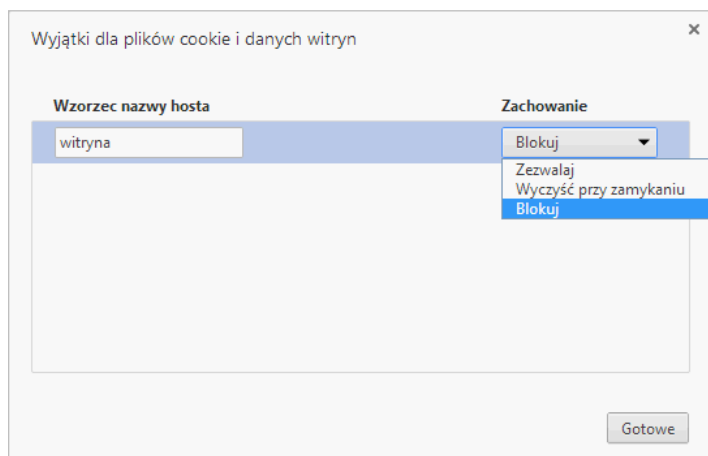 Wyjątki dla plików cookie i danych witryn
×
Wzorzec nazwy hosta Zachowanie
witryna Blokuj
Zezwalaj
Wyczyść przy zamykaniu
Blokuj
Gotowe